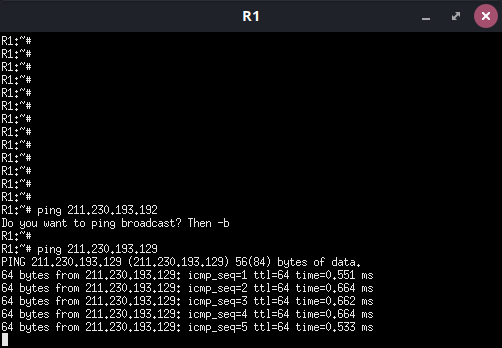 R1
R1:~#
R1:~#
R1:~#
R1:~#
R1:~#
R1:~#
R1:~#
R1:~#
R1:~#
R1:~#
R1:~#
R1:~#
R1:~#
R1:~# ping 211.230.193.192
Do you want to ping broadcast? Then -b
R1:~#
R1:~# ping 211.230.193.129
PING 211.230.193.129 (211.230.193.129) 56(84) bytes of data.
64 bytes from 211.230.193.129: icmp_seq=1 ttl=64 time=0.551 ms
64 bytes from 211.230.193.129: icmp_seq=2 ttl=64 time=0.664 ms
64 bytes from 211.230.193.129: icmp_seq=3 ttl=64 time=0.662 ms
64 bytes from 211.230.193.129: icmp_seq=4 ttl=64 time=0.664 ms
64 bytes from 211.230.193.129: icmp_seq=5 ttl=64 time=0.533 ms